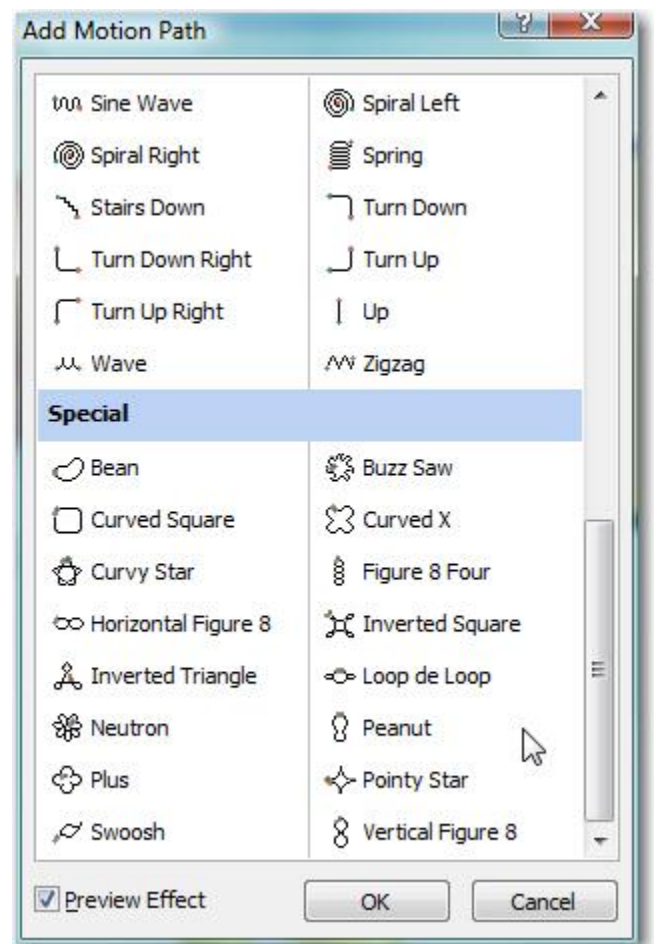 Add Motion Path
Sine Wave Spiral Left
Spiral Right Spring
Stairs Down Turn Down
Turn Down Right Turn Up
Turn Up Right Up
Wave Zigzag
Special
Bean Buzz Saw
Curved Square Curved X
Curvy Star Figure 8 Four
Horizontal Figure 8 Inverted Square
Inverted Triangle Loop de Loop
Neutron Peanut
Plus Pointy Star
Swoosh Vertical Figure 8
Preview Effect OK Cancel